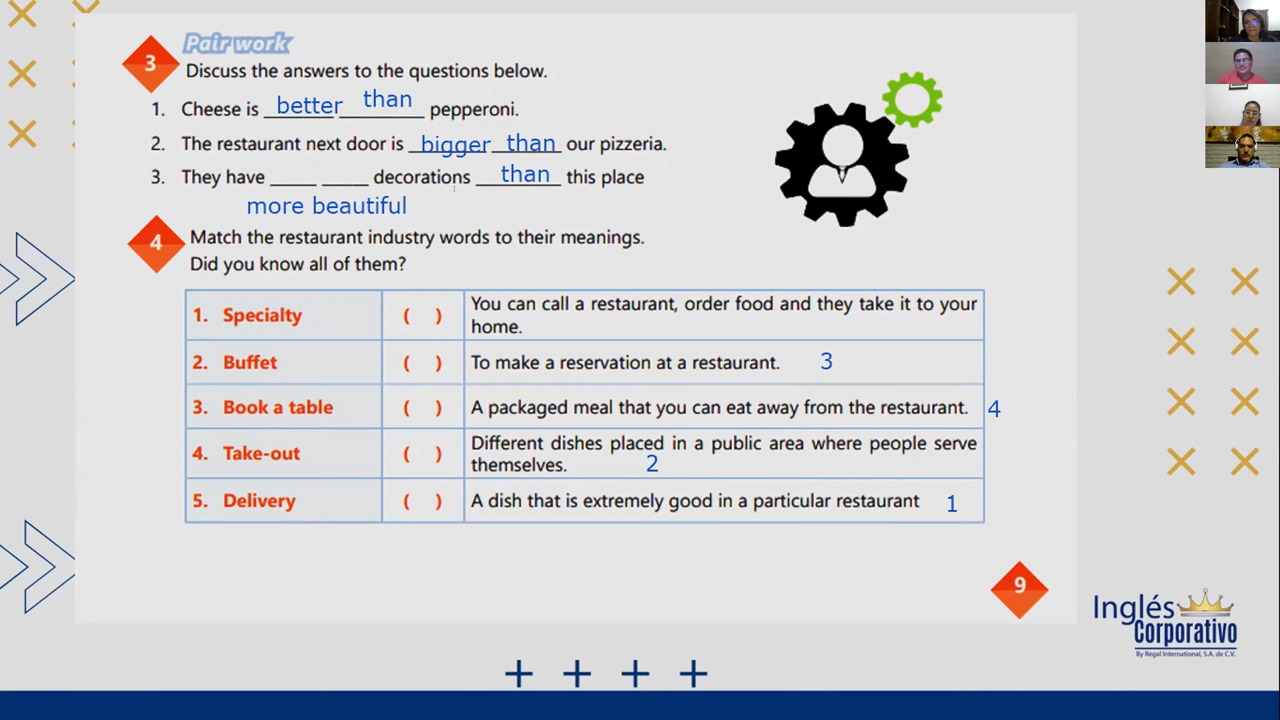 Pair work
3
Discuss the answers to the questions below.
1. Cheese is better than pepperoni.
2. The restaurant next door is bigger than our pizzeria.
3. They have _____ _____ decorations than this place
more beautiful
4
Match the restaurant industry words to their meanings.
Did you know all of them?
1. Specialty ( ) You can call a restaurant, order food and they take it to your
home.
2. Buffet ( ) To make a reservation at a restaurant. 3
3. Book a table ( ) A packaged meal that you can eat away from the restaurant. 4
4. Take-out ( ) Different dishes placed in a public area where people serve
themselves. 2
5. Delivery ( ) A dish that is extremely good in a particular restaurant 1
9
Inglés
Corporativo
By Regal International, S.A. de C.V.